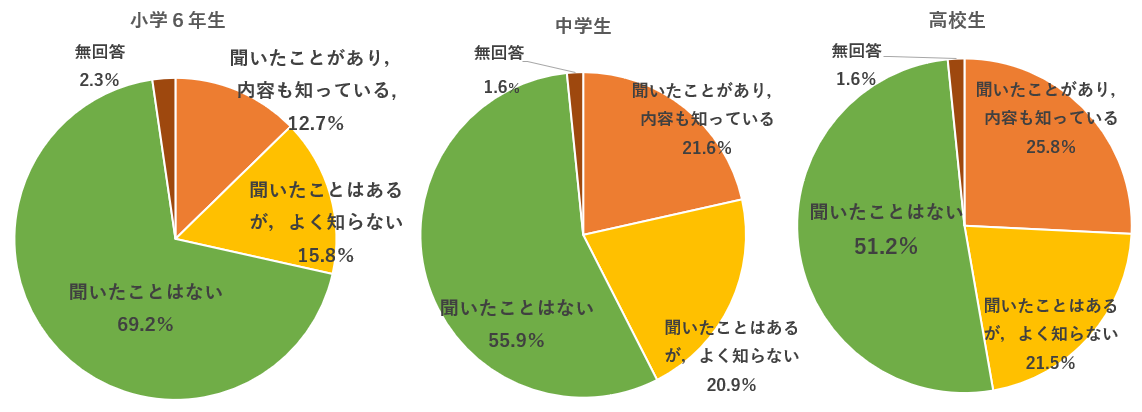 小学６年生
無回答
2.3%
聞いたことがあり，
内容も知っている，
12.7%
聞いたことはある
が，よく知らない
15.8%
聞いたことはない
69.2%
中学生
無回答
1.6%
聞いたことがあり，
内容も知っている
21.6%
聞いたことはない
55.9%
聞いたことはある
が，よく知らない
20.9%
高校生
無回答
1.6%
聞いたことがあり，
内容も知っている
25.8%
聞いたことはない
51.2%
聞いたことはある
が，よく知らない
21.5%